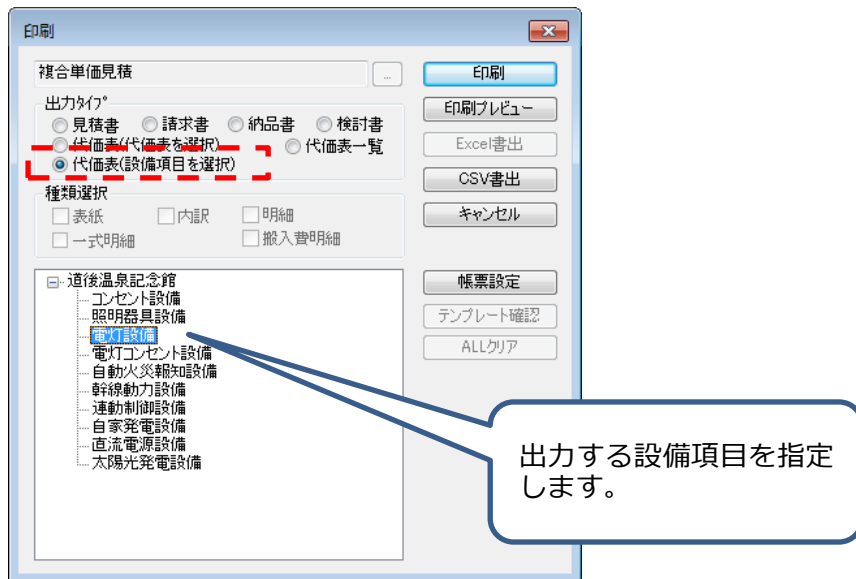 印刷
複合単価見積
...
印刷
出力ﾀｲﾌﾟ
見積書 請求書 納品書 検討書
代価表(代価表を選択) 代価表一覧
代価表(設備項目を選択)
印刷プレビュー
Excel書出
CSV書出
キャンセル
種類選択
表紙 内訳 明細
一式明細 搬入費明細
道後温泉記念館
コンセント設備
照明器具設備
電灯設備
電灯コンセント設備
自動火災報知設備
幹線動力設備
連動制御設備
自家発電設備
直流電源設備
太陽光発電設備
帳票設定
テンプレート確認
ALLクリア
出力する設備項目を指定
します。